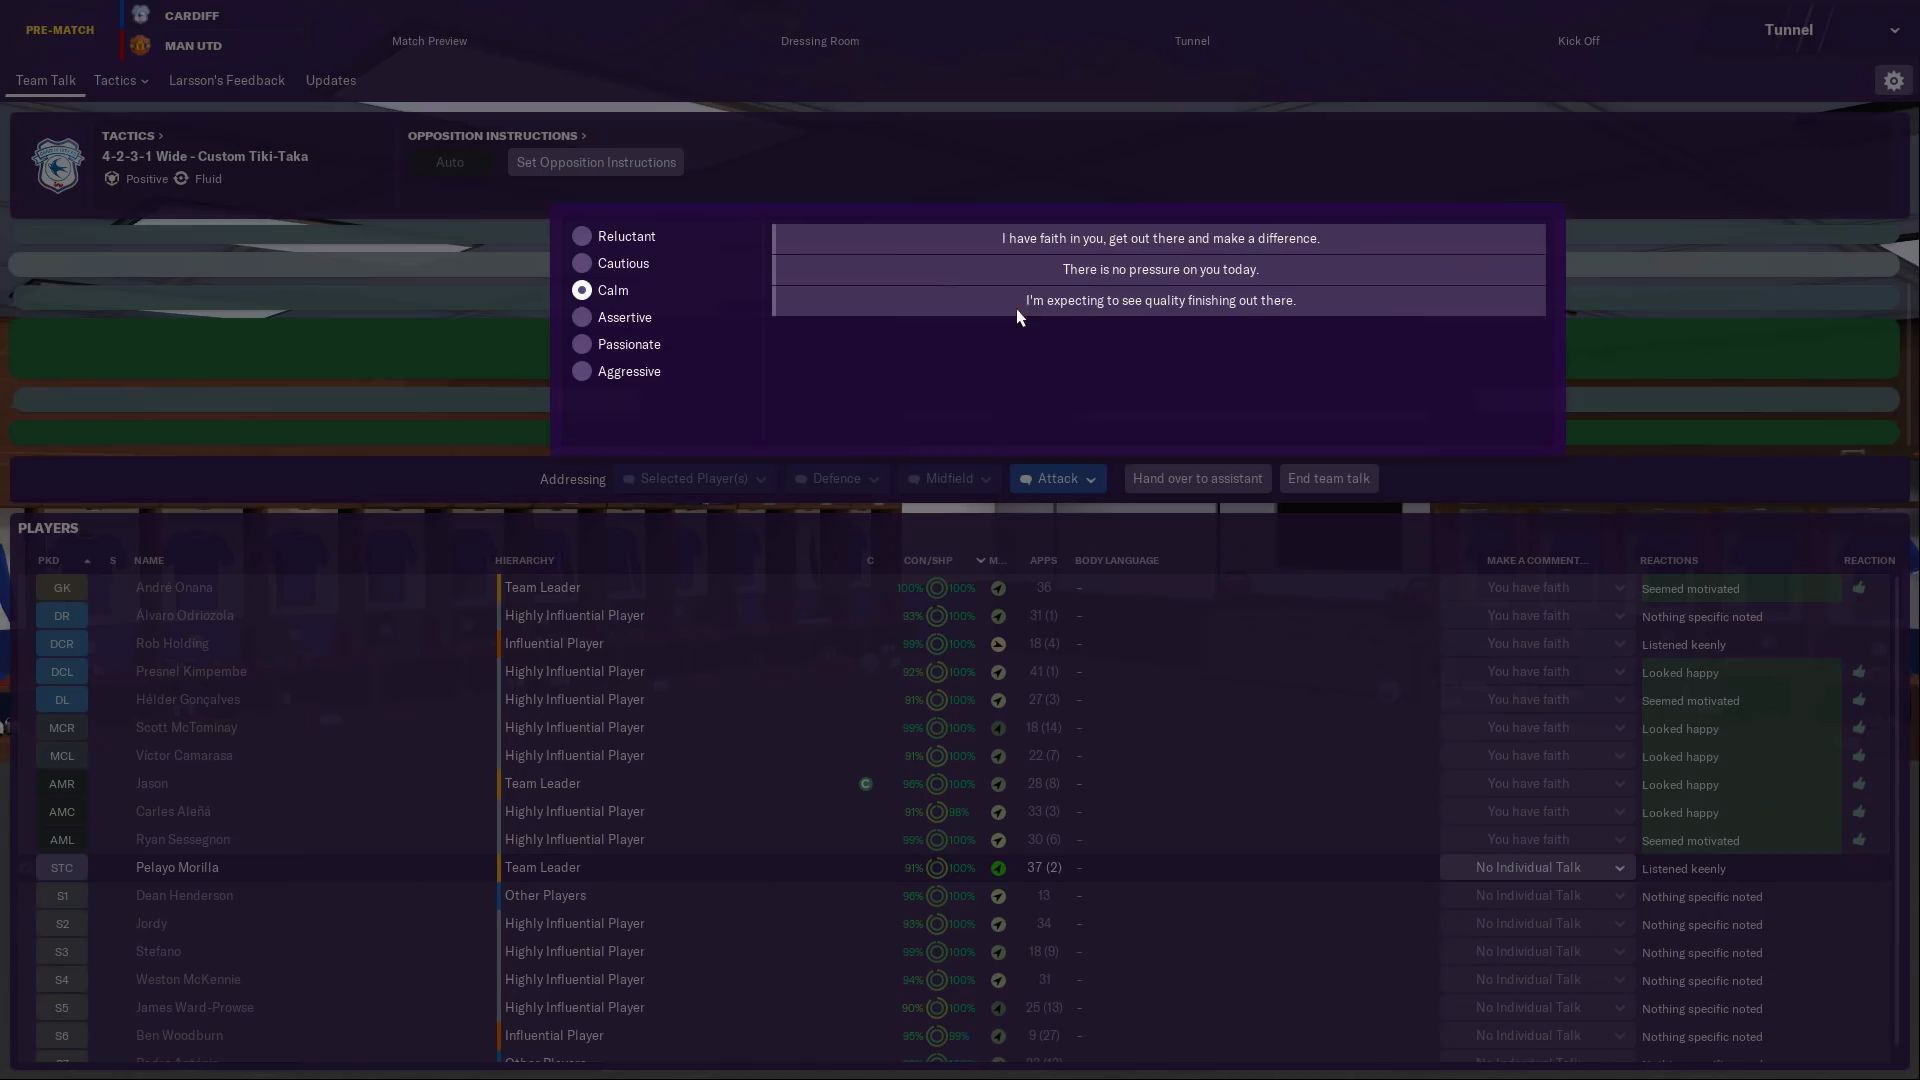 PRE-MATCH
CARDIFF
MAN UTD
Match Preview Dressing Room Tunnel Kick Off
Tunnel
Team Talk Tactics Larsson's Feedback Updates
TACTICS >
4-2-3-1 Wide - Custom Tiki-Taka
Positive Fluid
OPPOSITION INSTRUCTIONS >
Auto Set Opposition Instructions
Reluctant
Cautious
Calm
Assertive
Passionate
Aggressive
I have faith in you, get out there and make a difference.
There is no pressure on you today.
I'm expecting to see quality finishing out there.
Addressing Selected Player(s) Defence Midfield Attack Hand over to assistant End team talk
PLAYERS
PKD S NAME HIERARCHY C CON/SHP M... APPS BODY LANGUAGE MAKE A COMMENT... REACTIONS REACTION
GK André Onana Team Leader 100% 100% 36 - You have faith Seemed motivated
DR Álvaro Odriozola Highly Influential Player 93% 100% 31 (1) - You have faith Nothing specific noted
DCR Rob Holding Influential Player 99% 100% 18 (4) - You have faith Listened keenly
DCL Presnel Kimpembe Highly Influential Player 92% 100% 41 (1) - You have faith Looked happy
DL Hélder Gonçalves Highly Influential Player 91% 100% 27 (3) - You have faith Seemed motivated
MCR Scott McTominay Highly Influential Player 99% 100% 18 (14) - You have faith Looked happy
MCL Víctor Camarasa Highly Influential Player 91% 100% 22 (7) - You have faith Looked happy
AMR Jason Team Leader C 96% 100% 28 (8) - You have faith Looked happy
AMC Carles Aleñá Highly Influential Player 91% 98% 33 (3) - You have faith Looked happy
AML Ryan Sessegnon Highly Influential Player 99% 100% 30 (6) - You have faith Seemed motivated
STC Pelayo Morilla Team Leader 91% 100% 37 (2) - No Individual Talk Listened keenly
S1 Dean Henderson Other Players 96% 100% 13 - No Individual Talk Nothing specific noted
S2 Jordy Highly Influential Player 93% 100% 34 - No Individual Talk Nothing specific noted
S3 Stefano Highly Influential Player 99% 100% 18 (9) - No Individual Talk Nothing specific noted
S4 Weston McKennie Highly Influential Player 94% 100% 31 - No Individual Talk Nothing specific noted
S5 James Ward-Prowse Highly Influential Player 90% 100% 25 (13) - No Individual Talk Nothing specific noted
S6 Ben Woodburn Influential Player 95% 99% 9 (27) - No Individual Talk Nothing specific noted
Other Players